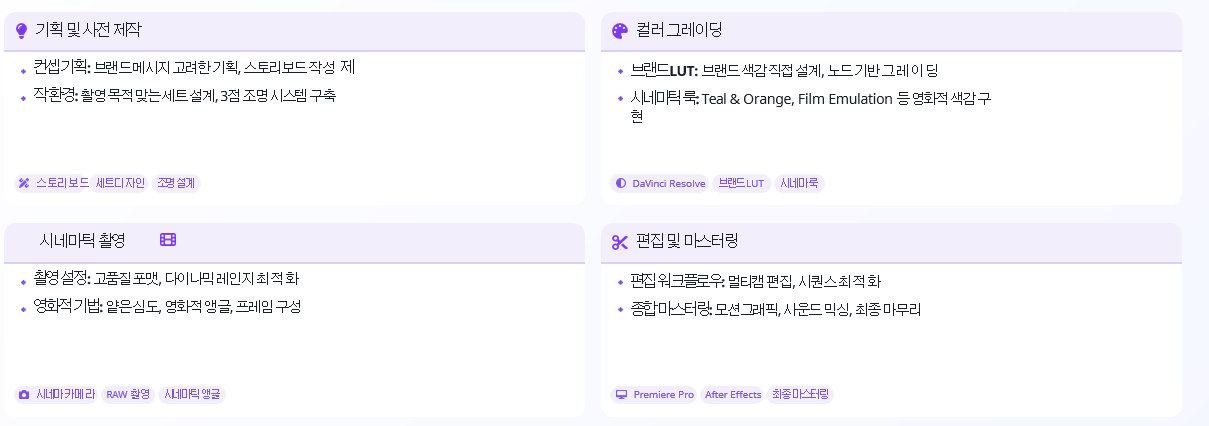 기획 및 사전 제작
컨셉 기획: 브랜드 메시지 고려한 기획, 스토리보드 작성 제
작 환경: 촬영 목적 맞는 세트 설계, 3점 조명 시스템 구축
스토리보드 세트 디자인 조명 설계
컬러 그레이딩
브랜드 LUT: 브랜드 색감 직접 설계, 노드 기반 그레이딩
시네마틱 룩: Teal & Orange, Film Emulation 등 영화적 색감 구
현
DaVinci Resolve 브랜드 LUT 시네마 룩
시네마틱 촬영
촬영 설정: 고품질 포맷, 다이나믹 레인지 최적화
영화적 기법: 얕은 심도, 영화적 앵글, 프레임 구성
시네마 카메라 RAW 촬영 시네마틱 앵글
편집 및 마스터링
편집 워크플로우: 멀티캠 편집, 시퀀스 최적화
종합 마스터링: 모션 그래픽, 사운드 믹싱, 최종 마무리
Premiere Pro After Effects 최종 마스터링